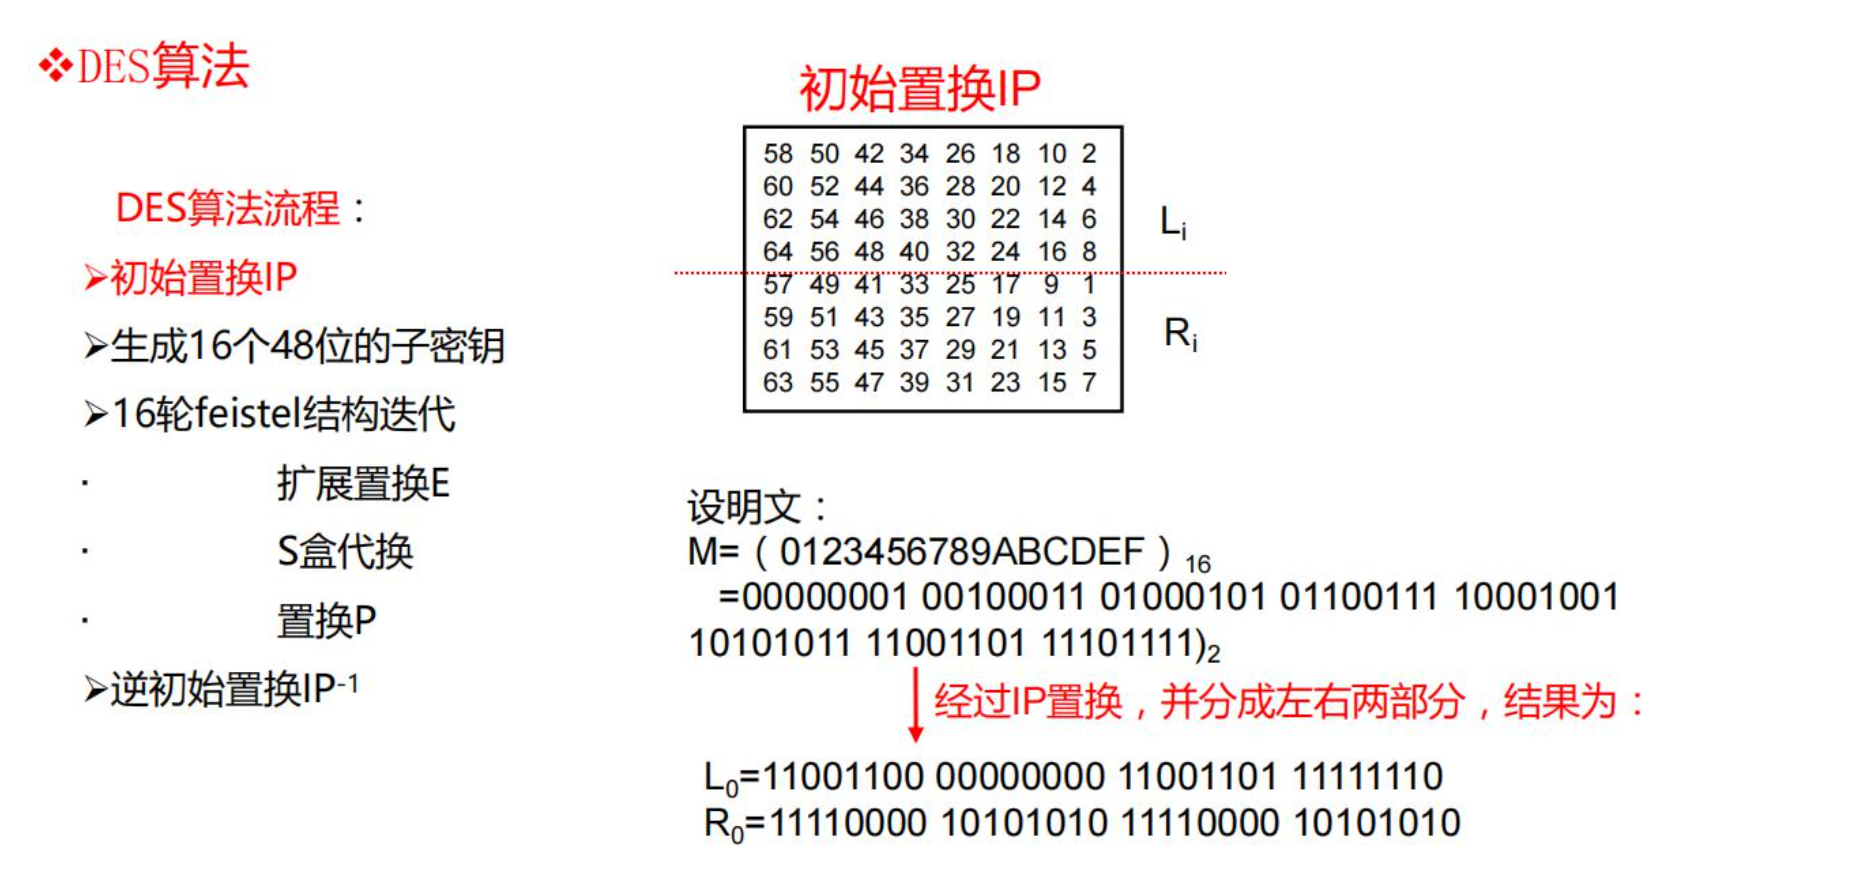 ❖DES算法
DES算法流程：
➢初始置换IP
➢生成16个48位的子密钥
➢16轮feistel结构迭代
· 扩展置换E
· S盒代换
· 置换P
➢逆初始置换IP-1
初始置换IP
58 50 42 34 26 18 10 2
60 52 44 36 28 20 12 4
62 54 46 38 30 22 14 6
64 56 48 40 32 24 16 8
57 49 41 33 25 17 9 1
59 51 43 35 27 19 11 3
61 53 45 37 29 21 13 5
63 55 47 39 31 23 15 7
Li
Ri
设明文：
M=（0123456789ABCDEF）16
=00000001 00100011 01000101 01100111 10001001
10101011 11001101 11101111)2
经过IP置换，并分成左右两部分，结果为：
L0=11001100 00000000 11001101 11111110
R0=11110000 10101010 11110000 10101010